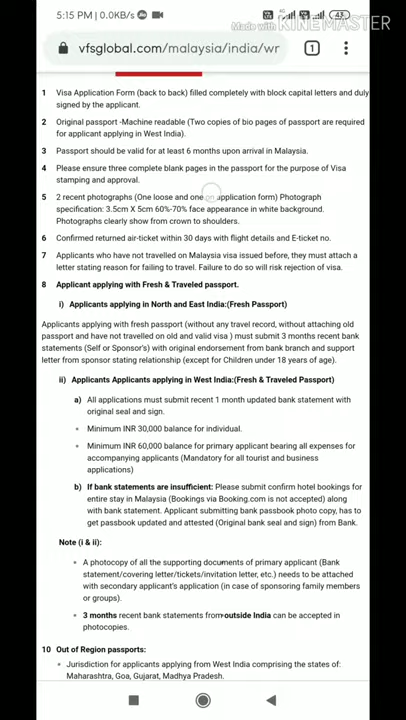 5:15 PM | 0.0KB/s
43
Made with KINEMASTER
vfsglobal.com/malaysia/india/wr
1
1 Visa Application Form (back to back) filled completely with block capital letters and duly
signed by the applicant.
2 Original passport -Machine readable (Two copies of bio pages of passport are required
for applicant applying in West India).
3 Passport should be valid for at least 6 months upon arrival in Malaysia.
4 Please ensure three complete blank pages in the passport for the purpose of Visa
stamping and approval.
5 2 recent photographs (One loose and one on application form) Photograph
specification: 3.5cm X 5cm 60%-70% face appearance in white background.
Photographs clearly show from crown to shoulders.
6 Confirmed returned air-ticket within 30 days with flight details and E-ticket no.
7 Applicants who have not travelled on Malaysia visa issued before, they must attach a
letter stating reason for failing to travel. Failure to do so will risk rejection of visa.
8 Applicant applying with Fresh & Traveled passport.
i) Applicants applying in North and East India:(Fresh Passport)
Applicants applying with fresh passport (without any travel record, without attaching old
passport and have not travelled on old and valid visa ) must submit 3 months recent bank
statements (Self or Sponsor's) with original endorsement from bank branch and support
letter from sponsor stating relationship (except for Children under 18 years of age).
ii) Applicants Applicants applying in West India:(Fresh & Traveled Passport)
a) All applications must submit recent 1 month updated bank statement with
original seal and sign.
Minimum INR 30,000 balance for individual.
Minimum INR 60,000 balance for primary applicant bearing all expenses for
accompanying applicants (Mandatory for all tourist and business
applications)
b) If bank statements are insufficient: Please submit confirm hotel bookings for
entire stay in Malaysia (Bookings via Booking.com is not accepted) along
with bank statement. Applicant submitting bank passbook photo copy, has to
get passbook updated and attested (Original bank seal and sign) from Bank.
Note (i & ii):
A photocopy of all the supporting documents of primary applicant (Bank
statement/covering letter/tickets/invitation letter, etc.) needs to be attached
with secondary applicant's application (in case of sponsoring family members
or groups).
3 months recent bank statements from outside India can be accepted in
photocopies.
10 Out of Region passports:
Jurisdiction for applicants applying from West India comprising the states of:
Maharashtra, Goa, Gujarat, Madhya Pradesh.